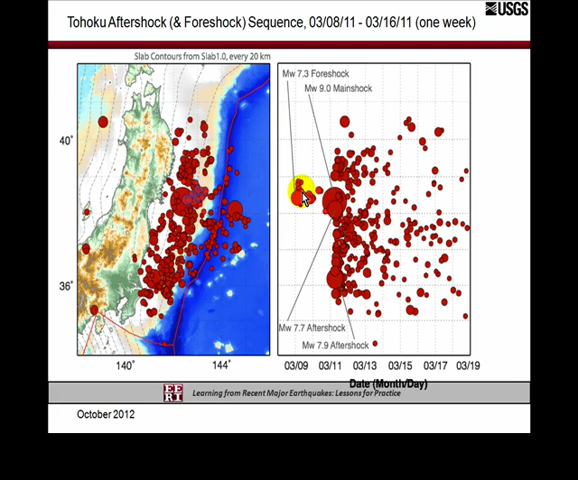 USGS
Tohoku Aftershock (& Foreshock) Sequence, 03/08/11 - 03/16/11 (one week)
Slab Contours from Slab1.0, every 20 km
Mw 7.3 Foreshock
Mw 9.0 Mainshock
40°
36°
Mw 7.7 Aftershock
Mw 7.9 Aftershock
140° 144°
03/09 03/11 03/13 03/15 03/17 03/19
Date (Month/Day)
EE
RI
Learning from Recent Major Earthquakes: Lessons for Practice
October 2012